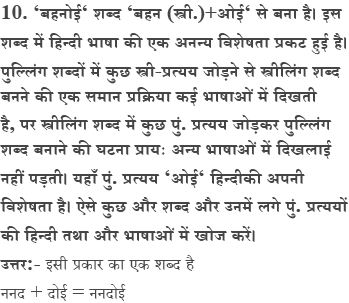 10. ‘बहनोई‘ शब्द ‘बहन (स्त्री.)+ओई‘ से बना है। इस
शब्द में हिन्दी भाषा की एक अनन्य विशेषता प्रकट हुई है।
पुल्लिंग शब्दों में कुछ स्त्री-प्रत्यय जोड़ने से स्त्रीलिंग शब्द
बनने की एक समान प्रक्रिया कई भाषाओं में दिखती
है, पर स्त्रीलिंग शब्द में कुछ पुं. प्रत्यय जोड़कर पुल्लिंग
शब्द बनाने की घटना प्रायः अन्य भाषाओं में दिखलाई
नहीं पड़ती। यहाँ पुं. प्रत्यय ‘ओई‘ हिन्दीकी अपनी
विशेषता है। ऐसे कुछ और शब्द और उनमें लगे पुं. प्रत्ययों
की हिन्दी तथा और भाषाओं में खोज करें।
उत्तर:- इसी प्रकार का एक शब्द है
ननद + दोई = ननदोई